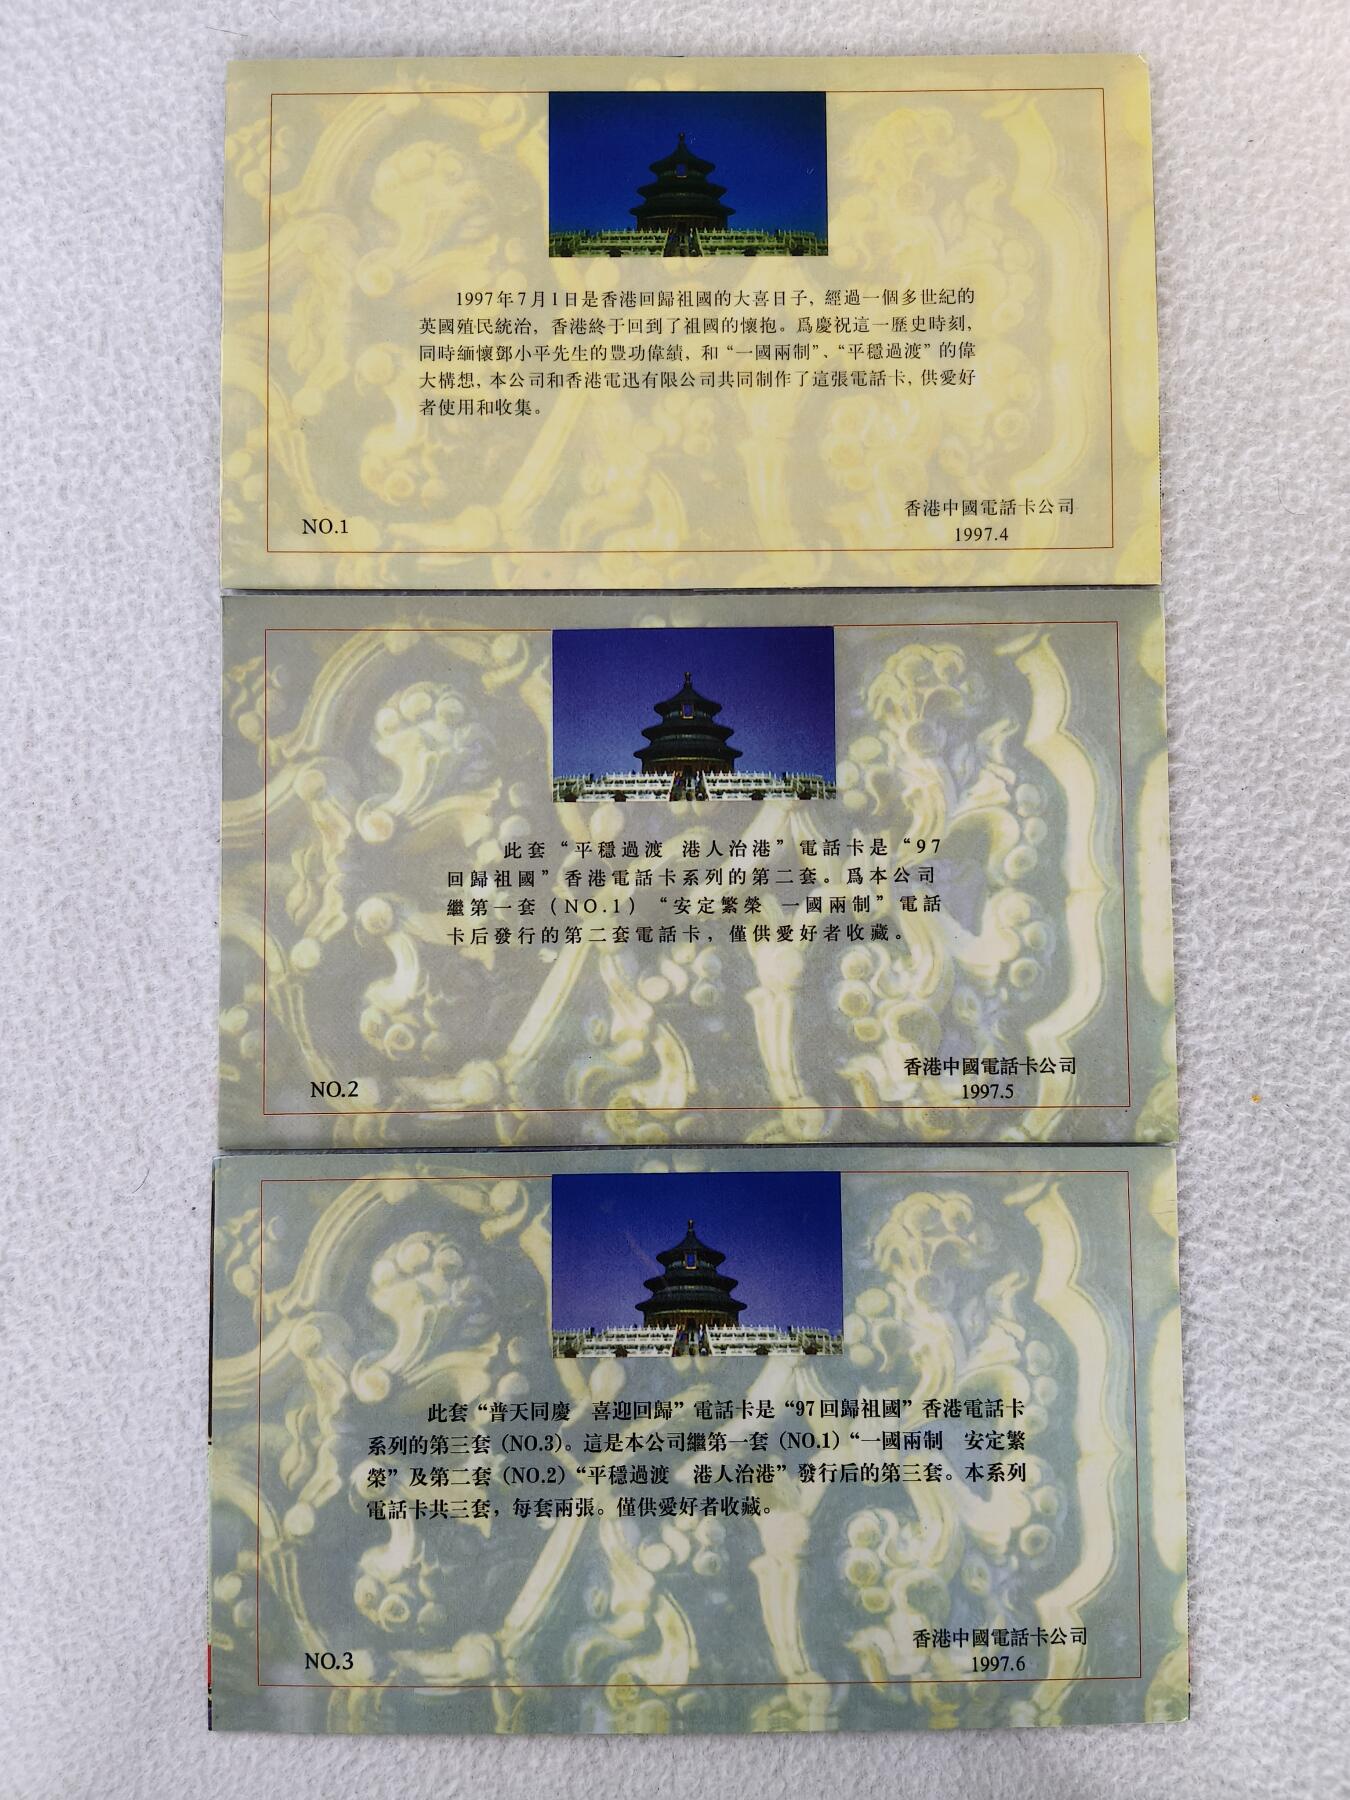 1997年7月1日是香港回歸祖國的大喜日子，經過一個多世紀的
英國殖民統治，香港終于回到了祖國的懷抱。爲慶祝這一歷史時刻，
同時緬懷鄧小平先生的豐功偉績，和“一國兩制”、“平穩過渡”的偉
大構想，本公司和香港電迅有限公司共同制作了這張電話卡，供愛好
者使用和收集。
香港中國電話卡公司
NO.1
1997.4
此套“平穩過渡 港人治港”電話卡是“97
回歸祖國”香港電話卡系列的第二套。爲本公司
繼第一套（NO.1）“安定繁榮 一國兩制”電話
卡后發行的第二套電話卡，僅供愛好者收藏。
香港中國電話卡公司
NO.2
1997.5
此套“普天同慶 喜迎回歸”電話卡是“97回歸祖國”香港電話卡
系列的第三套（NO.3）。這是本公司繼第一套（NO.1）“一國兩制 安定繁
榮”及第二套（NO.2）“平穩過渡 港人治港”發行后的第三套。本系列
電話卡共三套，每套兩張。僅供愛好者收藏。
香港中國電話卡公司
NO.3
1997.6